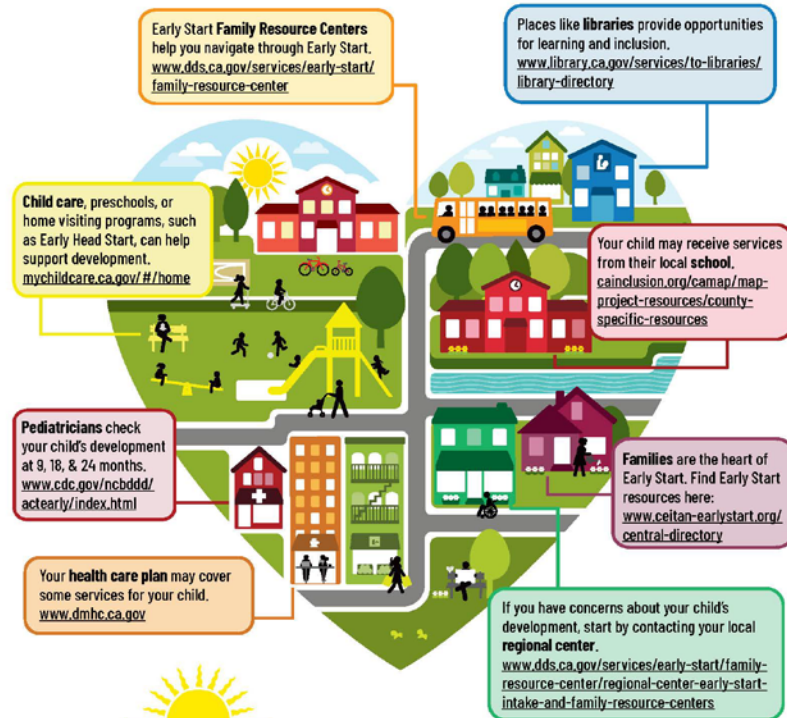 Early Start Family Resource Centers
help you navigate through Early Start.
www.dds.ca.gov/services/early-start/
family-resource-center
Places like libraries provide opportunities
for learning and inclusion.
www.library.ca.gov/services/to-libraries/
library-directory
Child care, preschools, or
home visiting programs, such
as Early Head Start, can help
support development.
mychildcare.ca.gov/#/home
Your child may receive services
from their local school.
cainclusion.org/camap/map-
project-resources/county-
specific-resources
Pediatricians check
your child's development
at 9, 18, & 24 months.
www.cdc.gov/ncbddd/
actearly/index.html
Families are the heart of
Early Start. Find Early Start
resources here:
www.ceitan-earlystart.org/
central-directory
Your health care plan may cover
some services for your child.
www.dmhc.ca.gov
If you have concerns about your child's
development, start by contacting your local
regional center.
www.dds.ca.gov/services/early-start/family-
resource-center/regional-center-early-start-
intake-and-family-resource-centers